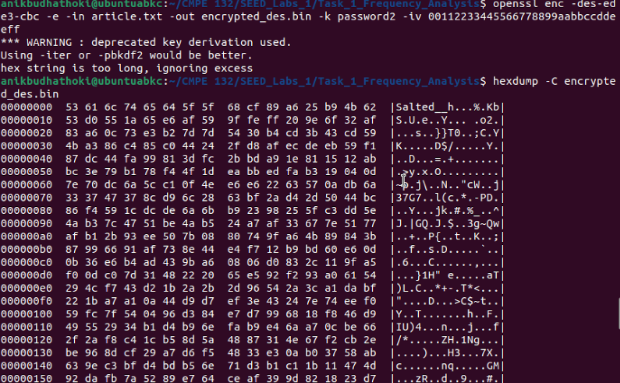 anikbudhathoki@ubuntuabkc:~/CMPE 132/SEED_Labs_1/Task_1_Frequency_Analysis$ openssl enc -des-ed
e3-cbc -e -in article.txt -out encrypted_des.bin -k password2 -iv 00112233445566778899aabbccdde
eff
*** WARNING : deprecated key derivation used.
Using -iter or -pbkdf2 would be better.
hex string is too long, ignoring excess
anikbudhathoki@ubuntuabkc:~/CMPE 132/SEED_Labs_1/Task_1_Frequency_Analysis$ hexdump -C encrypte
d_des.bin
00000000 53 61 6c 74 65 64 5f 5f 68 cf 89 a6 25 b9 4b 62 |Salted__h...%.Kb|
00000010 53 d0 55 1a 65 e6 af 59 9f fe ff 20 9e 6f 32 af |S.U.e..Y... .o2.|
00000020 83 a6 0a 73 e3 b2 7d 7d 54 30 b4 cd 3b 43 cd 59 |...s..}}T0..;C.Y|
00000030 4b a3 86 c4 85 c0 44 24 2f d8 af ec de eb 59 f1 |K.....D$/.....Y.|
00000040 87 dc 44 fa 99 81 3d fc 2b bd a9 1e 81 15 12 ab |..D...=.+.......|
00000050 bc 3e 79 b1 78 f4 4f 1d ea bb ed fa b3 19 04 0d |.>y.x.O.........|
00000060 7e 70 dc 6a 5c c1 0f 4e e6 e6 22 63 57 0a db 6a |~p.j\..N.."cW..j|
00000070 33 37 47 37 8c d9 6c 28 63 bf 2a d4 2d 50 44 bc |37G7..l(c.*.-PD.|
00000080 86 f4 59 1c dc de 6a 6b b9 23 98 25 5f c3 dd 5e |..Y...jk.#.%_..^|
00000090 4a b3 7c 47 51 be 4a b5 24 a7 af 33 67 7e 51 77 |J.|GQ.J.$..3g~Qw|
000000a0 af b1 2b 93 ee 50 7b 08 80 74 9f a6 4b 89 84 3b |..+..P{..t..K..;|
000000b0 87 99 66 91 af 73 8e 44 e4 f7 12 b9 bd 60 e6 0d |..f..s.D.....`..|
000000c0 0b 36 e6 b4 ad 43 9b a6 08 06 d0 83 2c 11 9f a5 |.6...C......,...|
000000d0 f0 0d c0 7d 31 48 22 20 65 e5 92 f2 93 a0 61 54 |...}1H" e.....aT|
000000e0 29 4c f7 43 d2 1b 2a 2b 2d 96 54 2a 3c a1 da bf |)L.C..*+-.T*<...|
000000f0 22 1b a7 a1 0a 44 d9 d7 ef 3e 43 24 7e 74 ee f0 |"....D...>C$~t..|
00000100 59 fc 7f 54 04 96 d3 84 e7 d7 99 68 18 f8 46 d9 |Y..T.......h..F.|
00000110 49 55 29 34 b1 d4 b9 6e fa b9 e4 6a a7 0c be 66 |IU)4...n...j...f|
00000120 2f 2a f8 c4 1c b5 8d 5a 48 87 31 4e 67 f2 cb 2e |/*.....ZH.1Ng...|
00000130 be 96 8d cf 29 a7 d6 f5 48 33 e3 0a b0 37 58 ab |....)...H3...7X.|
00000140 63 9e c3 bf d4 bd b5 6e 71 d3 b1 c1 1b 11 47 4d |c......nq.....GM|
00000150 92 da fb 7a 52 89 e7 64 ce af 39 9d 82 18 23 d7 |...zR..d..9...#.|